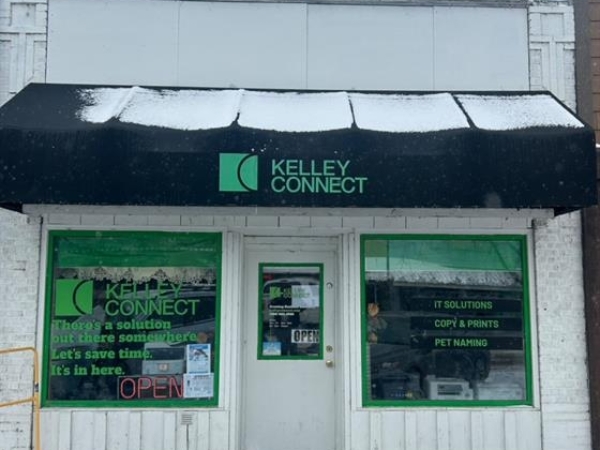 KELLEY
CONNECT
KELLEY
CONNECT
There's a solution
out there somewhere.
Let's save time.
It's in here.
OPEN
OPEN
IT SOLUTIONS
COPY & PRINTS
PET NAMING